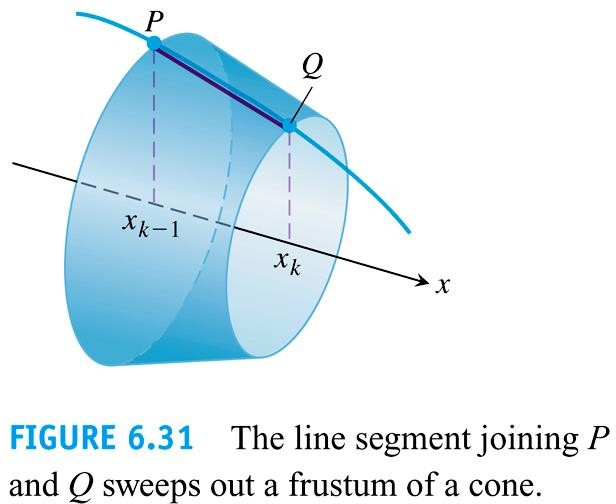 P
Q
x_{k−1}
x_k
x
FIGURE 6.31 The line segment joining P
and Q sweeps out a frustum of a cone.